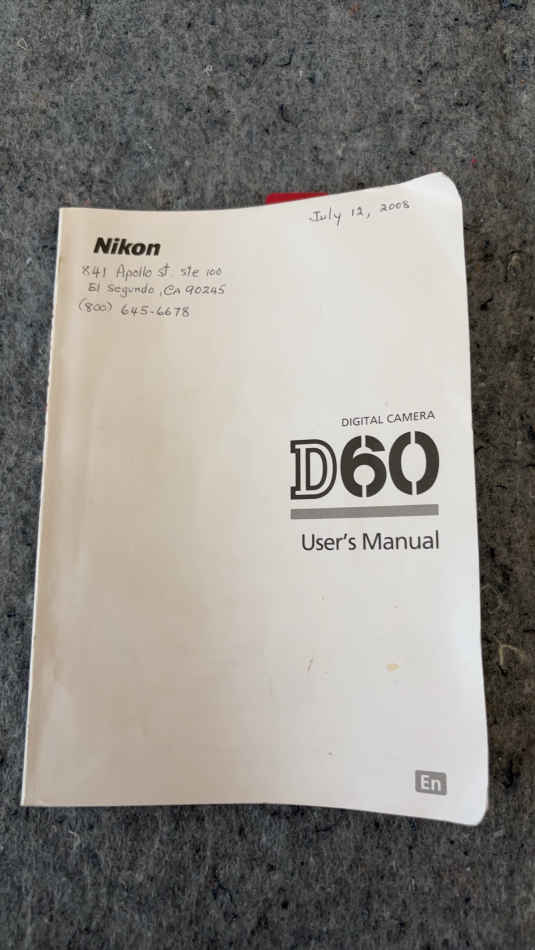 July 12, 2008
Nikon
841 Apollo st. ste 100
El Segundo, CA 90245
(800) 645-6678
DIGITAL CAMERA
D60
User's Manual
En